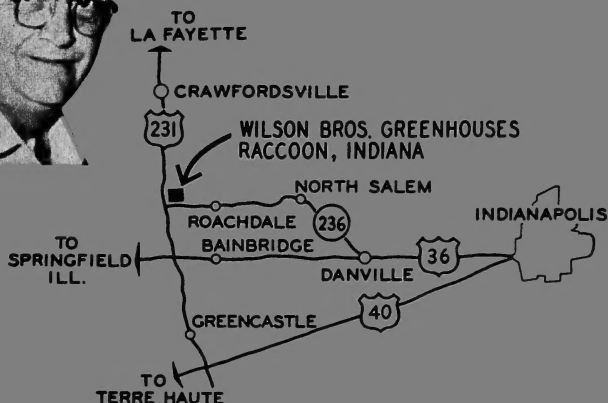 TO
LA FAYETTE
CRAWFORDSVILLE
231
WILSON BROS. GREENHOUSES
RACCOON, INDIANA
NORTH SALEM
ROACHDALE
236
INDIANAPOLIS
TO
SPRINGFIELD
ILL.
BAINBRIDGE
DANVILLE
36
40
GREENCASTLE
TO
TERRE HAUTE